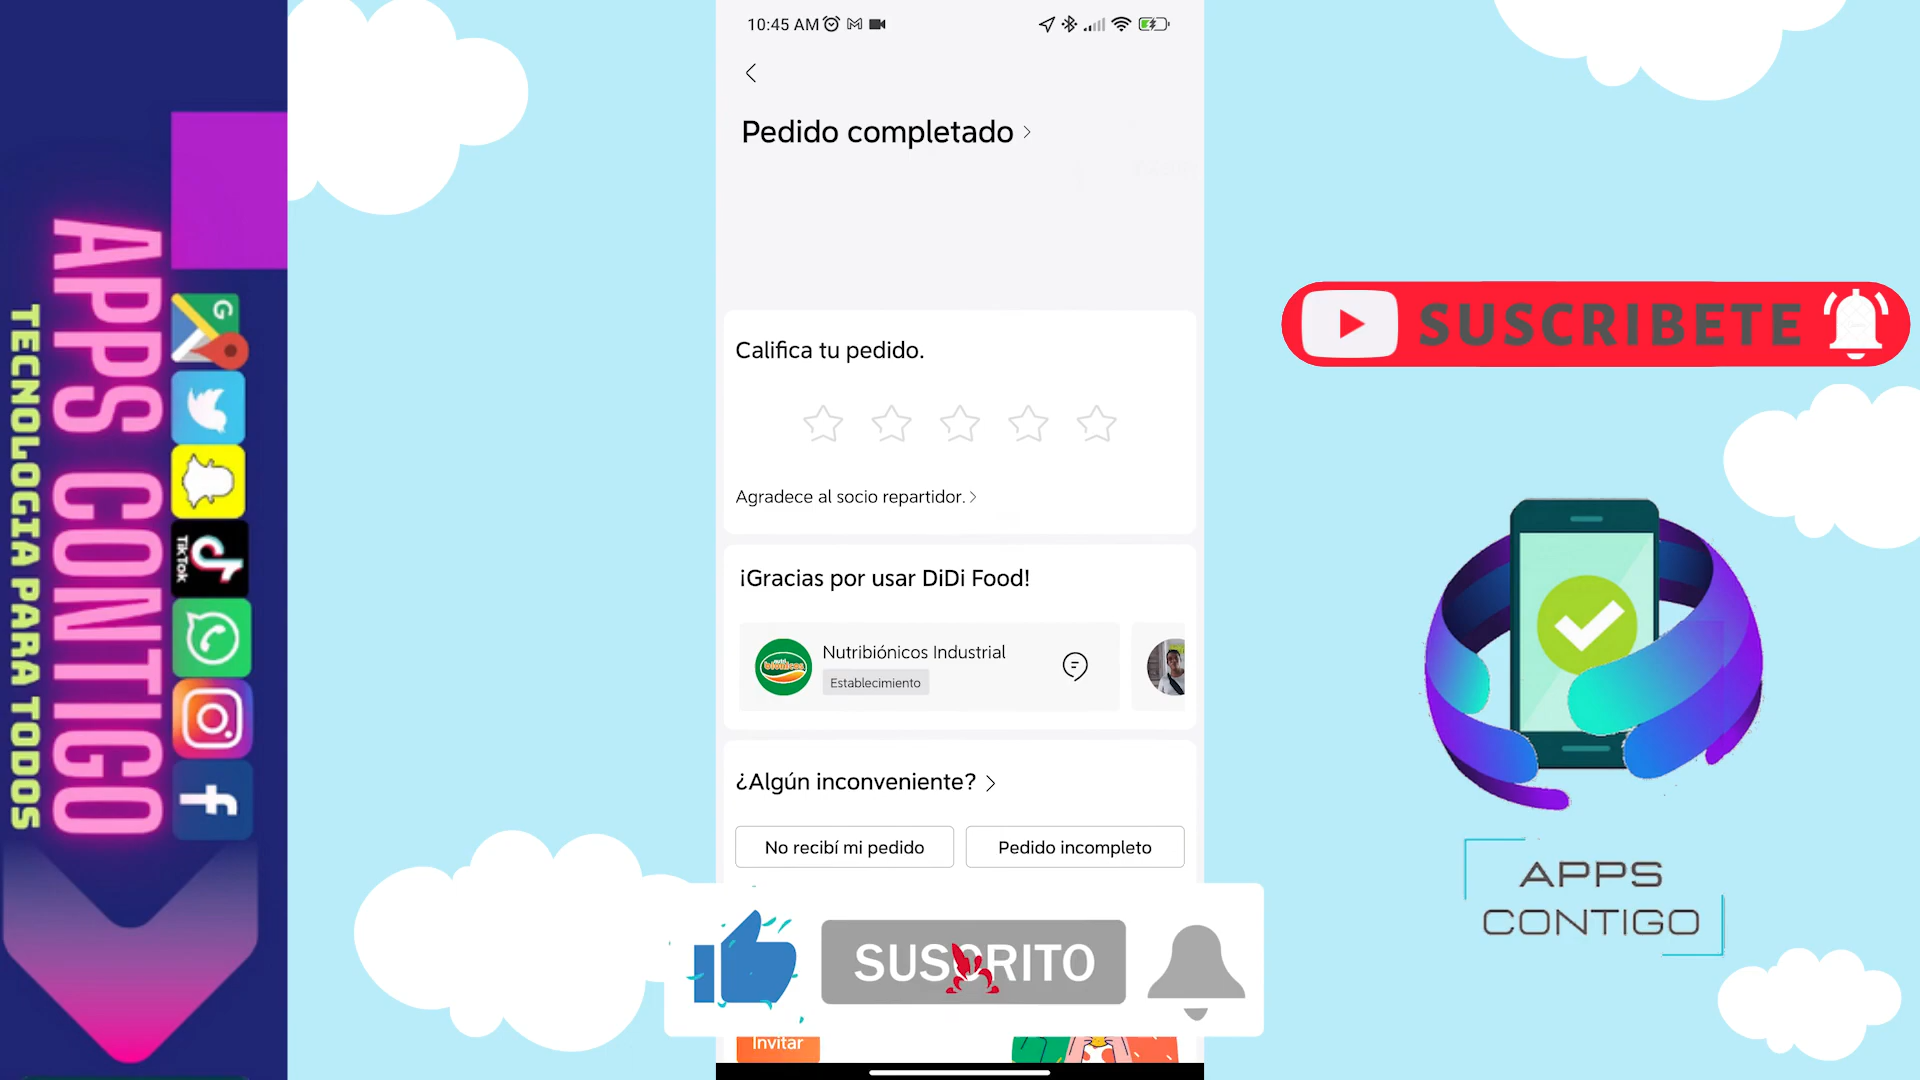 APPS CONTIGO
TECNOLOGIA PARA TODOS
G
TikTok
10:45 AM
Pedido completado
Califica tu pedido.
Agradece al socio repartidor.
¡Gracias por usar DiDi Food!
Nutribiónicos Industrial
Establecimiento
¿Algún inconveniente?
No recibí mi pedido
Pedido incompleto
SUSCRITO
Invitar
SUSCRIBETE
APPS
CONTIGO